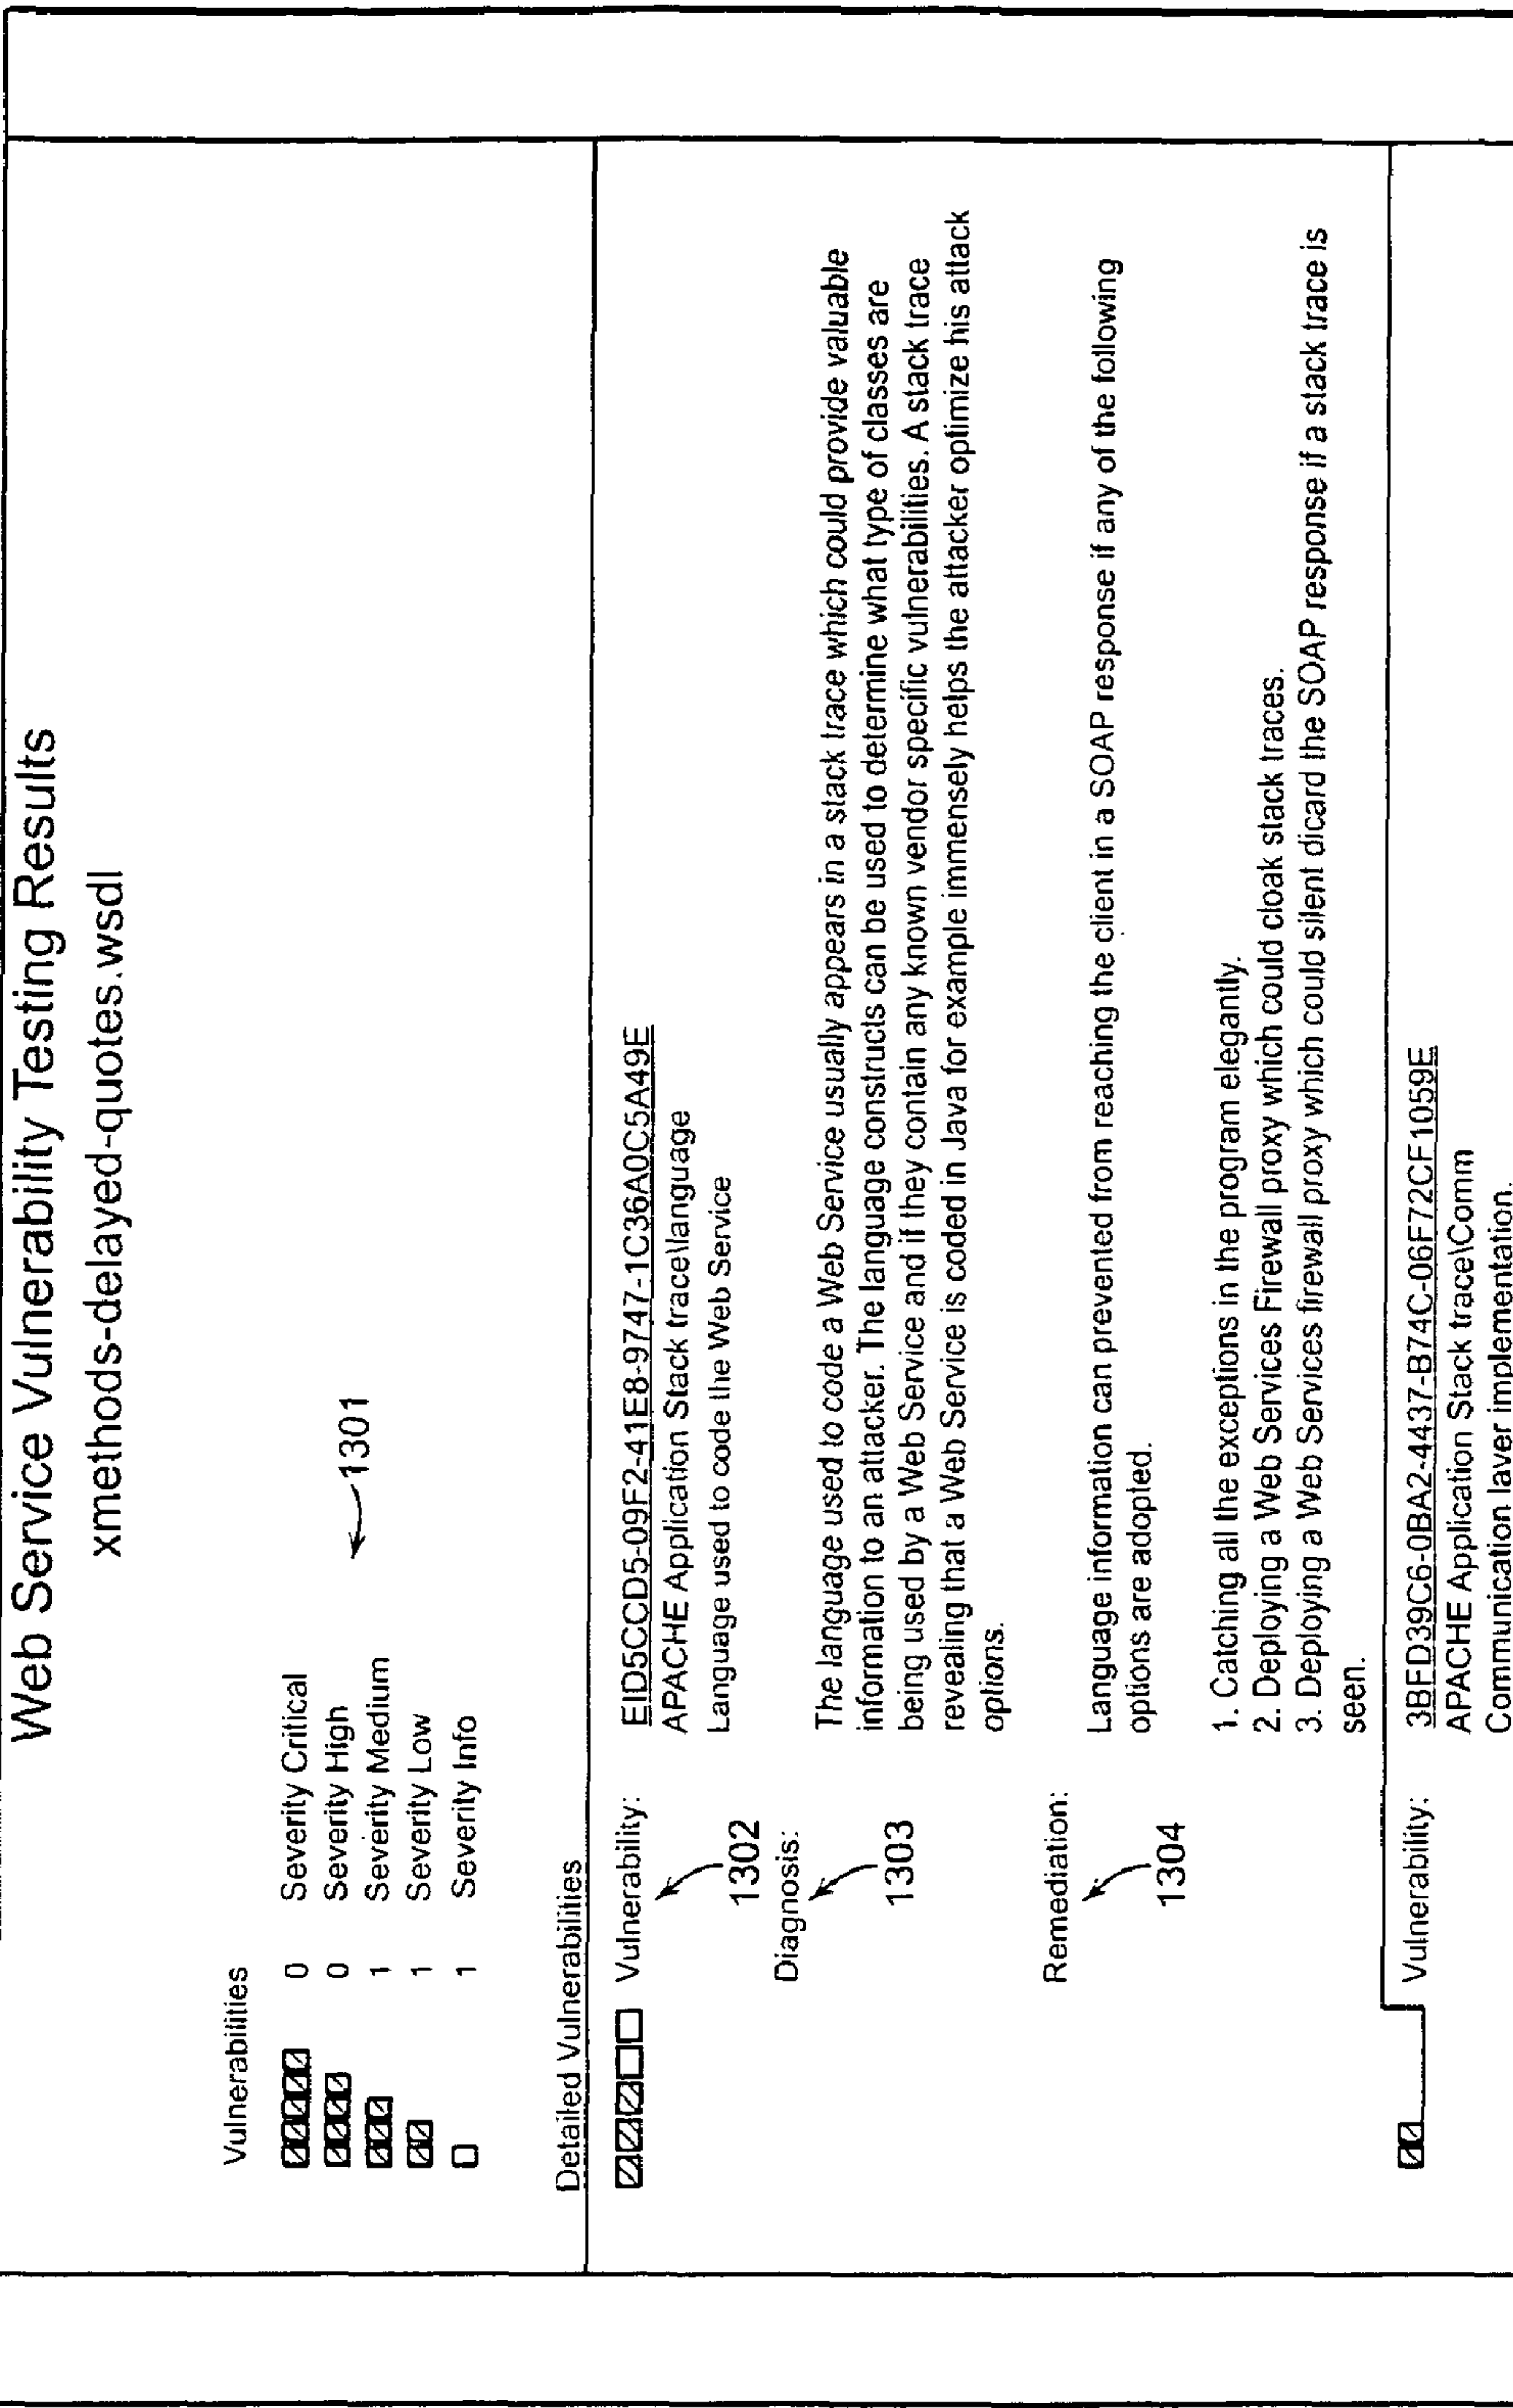 Web Service Vulnerability Testing Results
xmethods-delayed-quotes.wsdl
Vulnerabilities
0 Severity Critical
0 Severity High
1 Severity Medium
1 Severity Low
1 Severity Info
1301
Detailed Vulnerabilities
Vulnerability: EID5CCD5-09F2-41E8-9747-1C36A0C5A49E
APACHE Application Stack trace\language
1302
Language used to code the Web Service
Diagnosis:
1303
The language used to code a Web Service usually appears in a stack trace which could provide valuable
information to an attacker. The language constructs can be used to determine what type of classes are
being used by a Web Service and if they contain any known vendor specific vulnerabilities. A stack trace
revealing that a Web Service is coded in Java for example immensely helps the attacker optimize his attack
options.
Remediation:
1304
Language information can prevented from reaching the client in a SOAP response if any of the following
options are adopted.
1. Catching all the exceptions in the program elegantly.
2. Deploying a Web Services Firewall proxy which could cloak stack traces.
3. Deploying a Web Services firewall proxy which could silent dicard the SOAP response if a stack trace is
seen.
Vulnerability: 3BFD39C6-0BA2-4437-B74C-06F72CF1059E
APACHE Application Stack trace\Comm
Communication layer implementation.